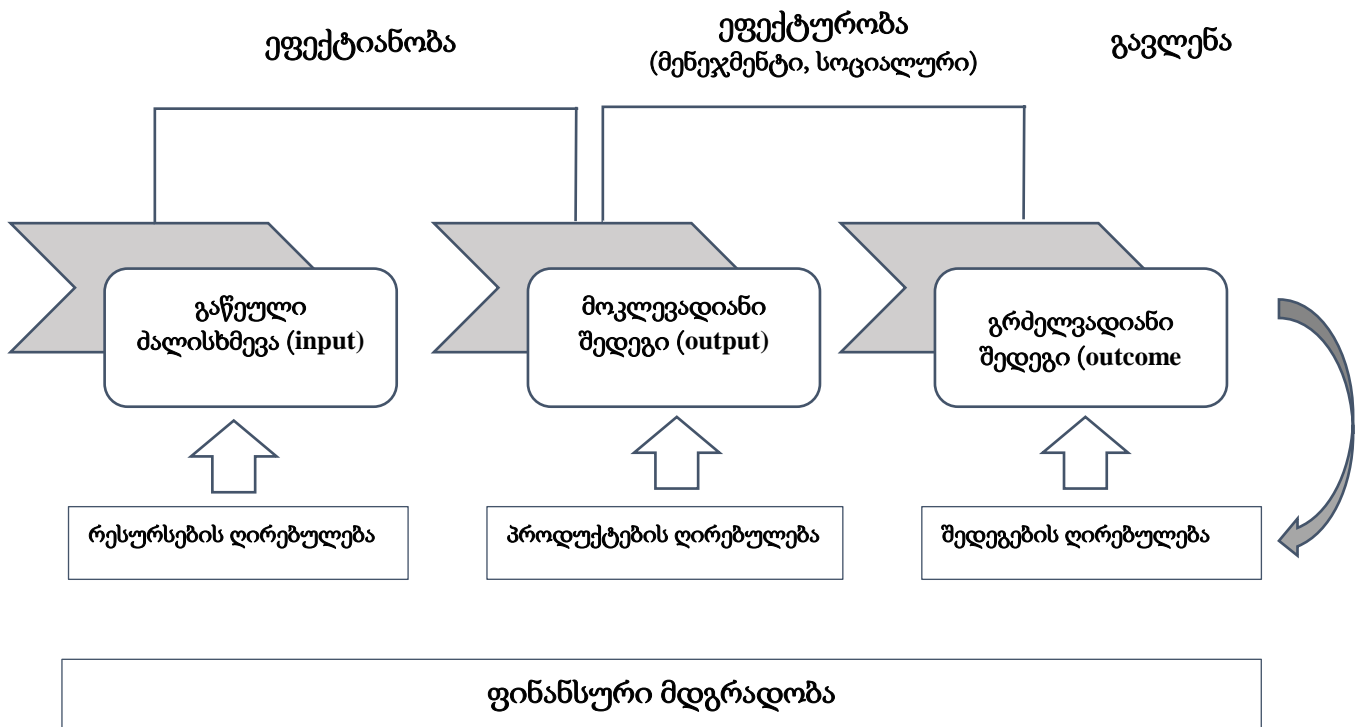 ეფექტიანობა
ეფექტურობა
(მენეჯმენტი, სოციალური)
გავლენა
გაწეული
ძალისხმევა (input)
მოკლევადიანი
შედეგი (output)
გრძელვადიანი
შედეგი (outcome
რესურსების ღირებულება
პროდუქტების ღირებულება
შედეგების ღირებულება
ფინანსური მდგრადობა